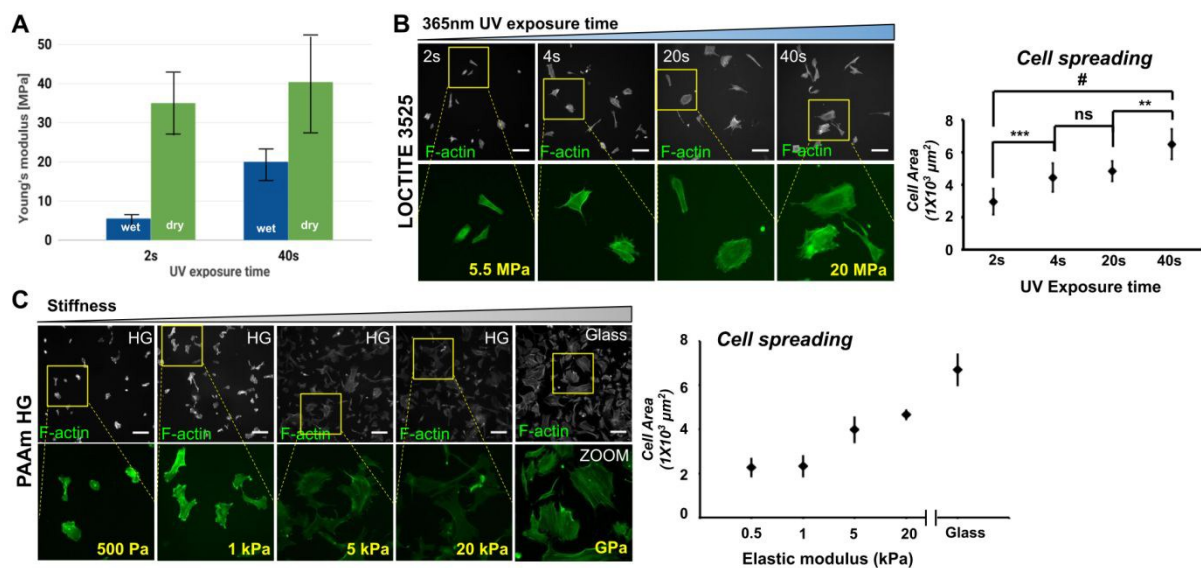 A
Young's modulus [MPa]
50
40
30
20
10
0
wet
dry
wet
dry
2s
40s
UV exposure time
B
365nm UV exposure time
LOCTITE 3525
2s
4s
20s
40s
F-actin
F-actin
F-actin
F-actin
5.5 MPa
20 MPa
Cell spreading
#
***
ns
**
Cell Area
(1X10³ µm²)
8
6
4
2
0
2s
4s
20s
40s
UV Exposure time
C
Stiffness
PAAm HG
HG
HG
HG
HG
Glass
F-actin
F-actin
F-actin
F-actin
F-actin
ZOOM
500 Pa
1 kPa
5 kPa
20 kPa
GPa
Cell spreading
Cell Area
(1X10³ µm²)
8
6
4
2
0
0.5
1
5
20
Glass
Elastic modulus (kPa)